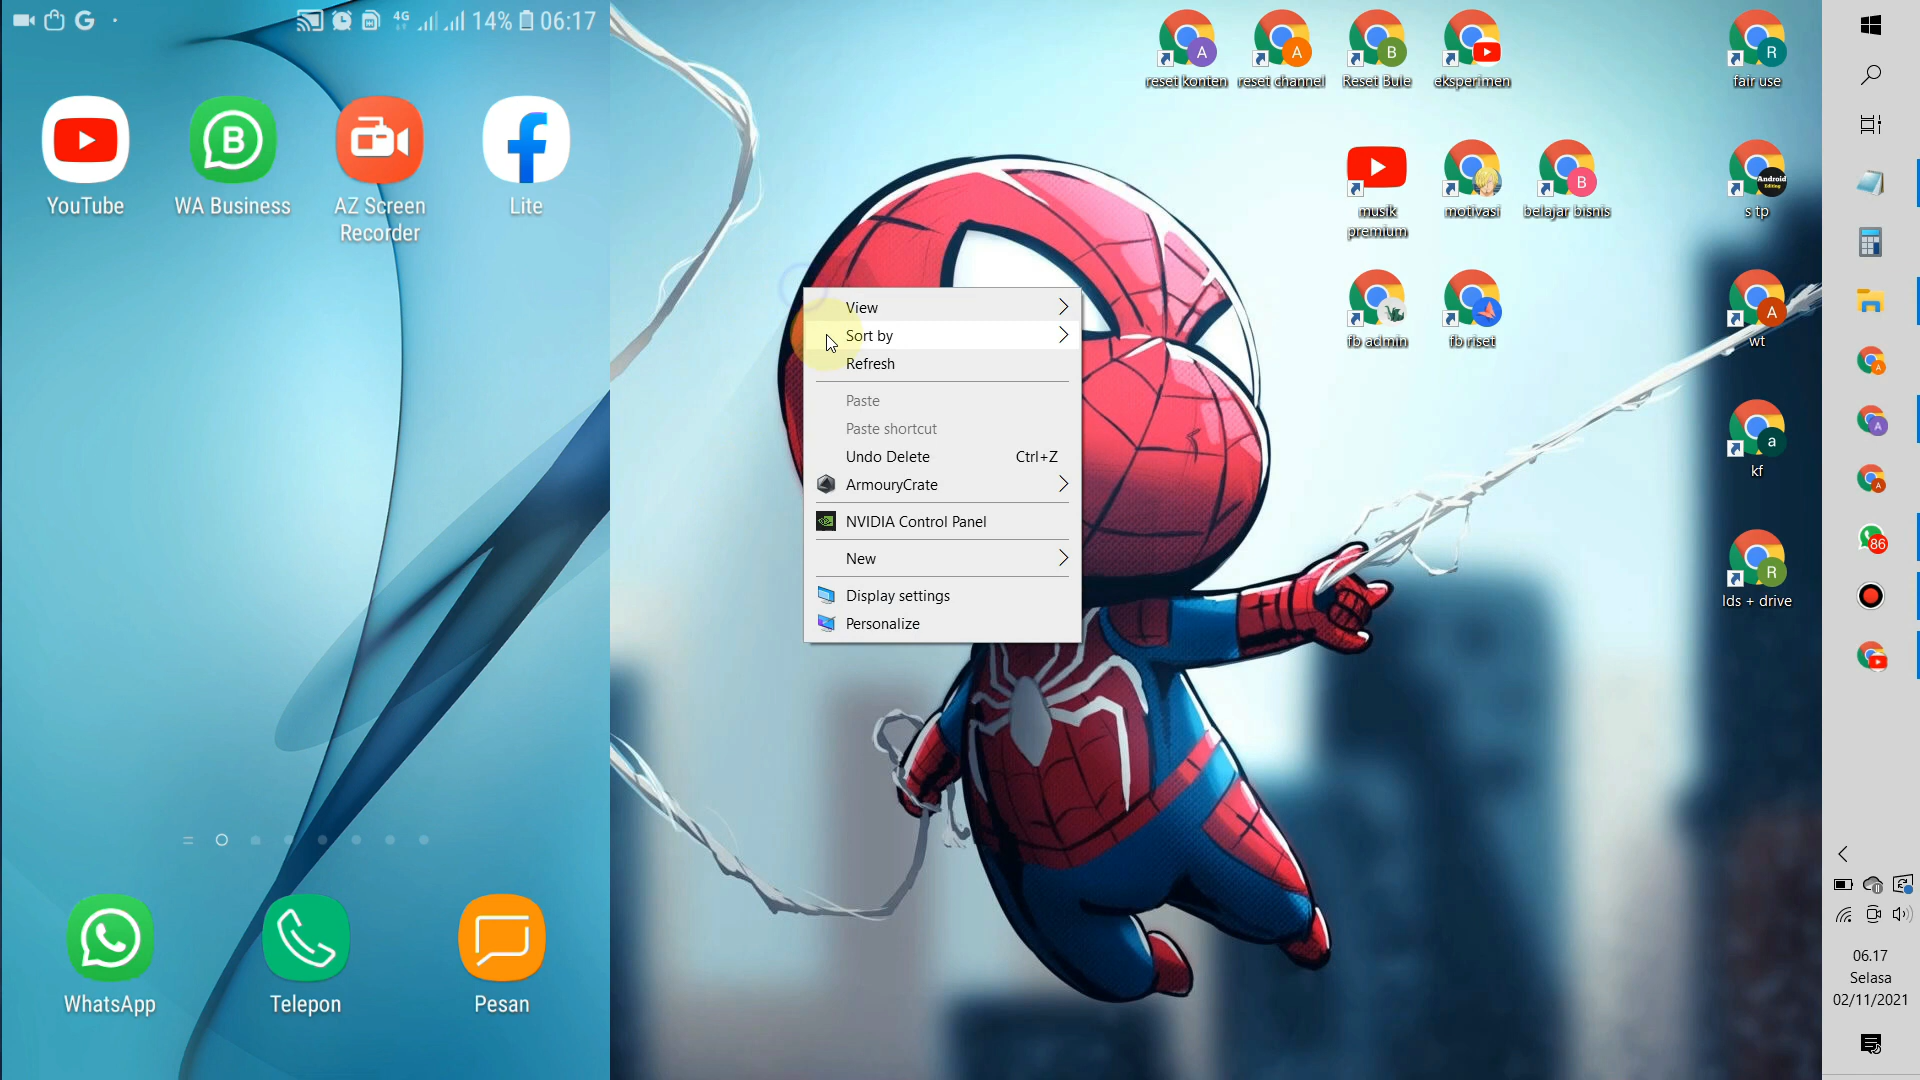 4G 14% 06:17
YouTube
WA Business
AZ Screen
Recorder
Lite
WhatsApp
Telepon
Pesan
View
Sort by
Refresh
Paste
Paste shortcut
Undo Delete Ctrl+Z
ArmouryCrate
NVIDIA Control Panel
New
Display settings
Personalize
A
reset konten
A
reset channel
B
Reset Bule
eksperimen
R
fair use
musik
premium
motivasi
B
belajar bisnis
Android
Editing
s tp
fb admin
fb riset
A
wt
a
kf
R
lds + drive
A
A
A
86
06.17
Selasa
02/11/2021